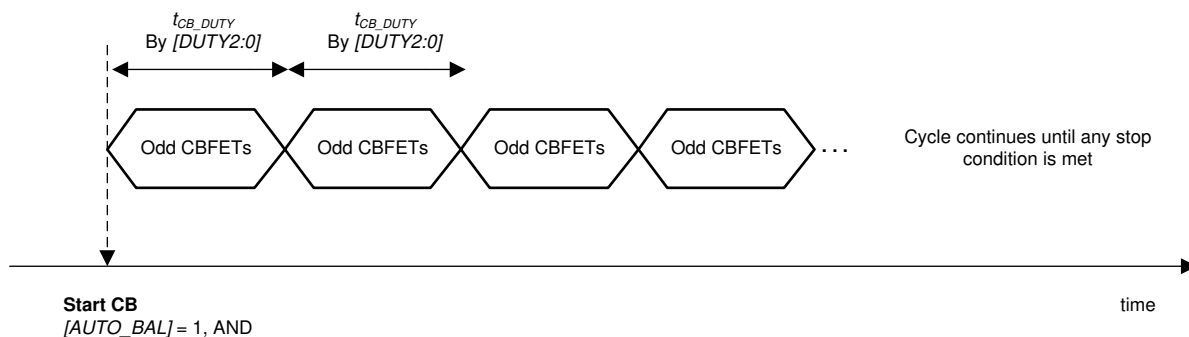 tCB_DUTY
By [DUTY2:0]
tCB_DUTY
By [DUTY2:0]
Odd CBFETs
Odd CBFETs
Odd CBFETs
Odd CBFETs
...
Cycle continues until any stop
condition is met
Start CB
[AUTO_BAL] = 1, AND
time